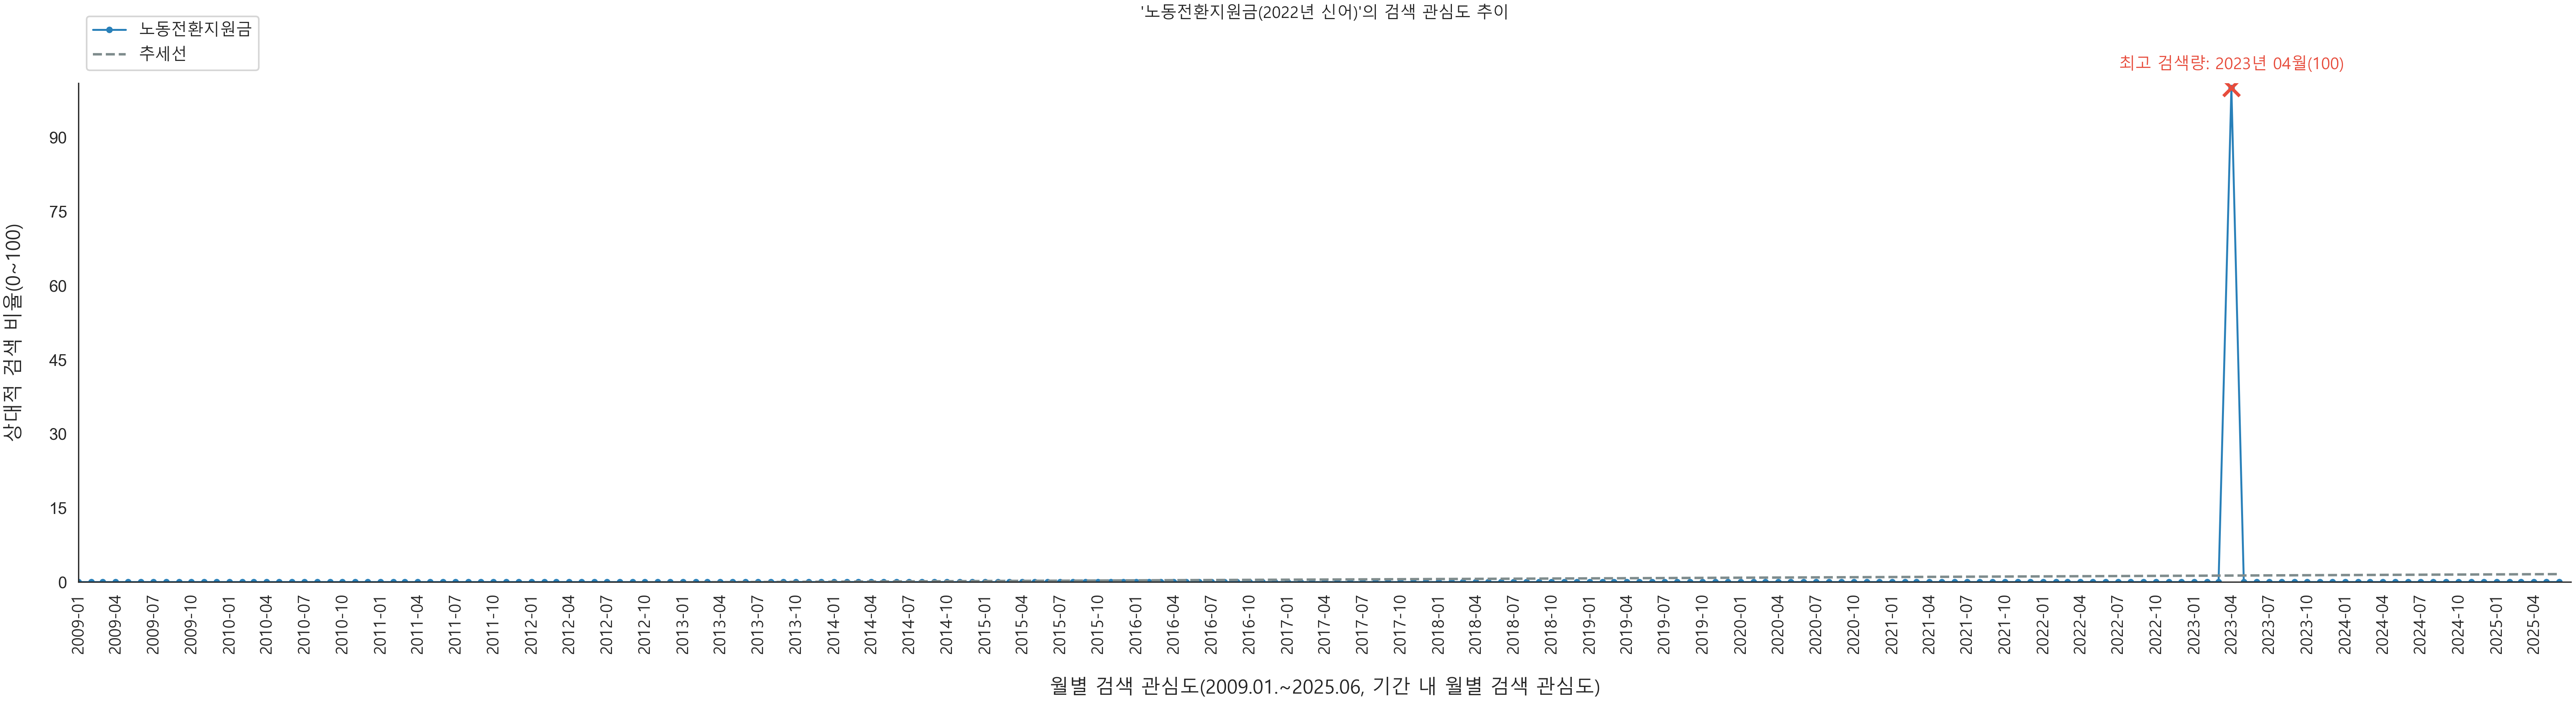 '노동전환지원금(2022년 신어)'의 검색 관심도 추이
노동전환지원금
추세선
최고 검색량: 2023년 04월(100)
상대적 검색 비율(0~100)
90
75
60
45
30
15
0
2009-01 2009-04 2009-07 2009-10 2010-01 2010-04 2010-07 2010-10 2011-01 2011-04 2011-07 2011-10 2012-01 2012-04 2012-07 2012-10 2013-01 2013-04 2013-07 2013-10 2014-01 2014-04 2014-07 2014-10 2015-01 2015-04 2015-07 2015-10 2016-01 2016-04 2016-07 2016-10 2017-01 2017-04 2017-07 2017-10 2018-01 2018-04 2018-07 2018-10 2019-01 2019-04 2019-07 2019-10 2020-01 2020-04 2020-07 2020-10 2021-01 2021-04 2021-07 2021-10 2022-01 2022-04 2022-07 2022-10 2023-01 2023-04 2023-07 2023-10 2024-01 2024-04 2024-07 2024-10 2025-01 2025-04
월별 검색 관심도(2009.01.~2025.06, 기간 내 월별 검색 관심도)